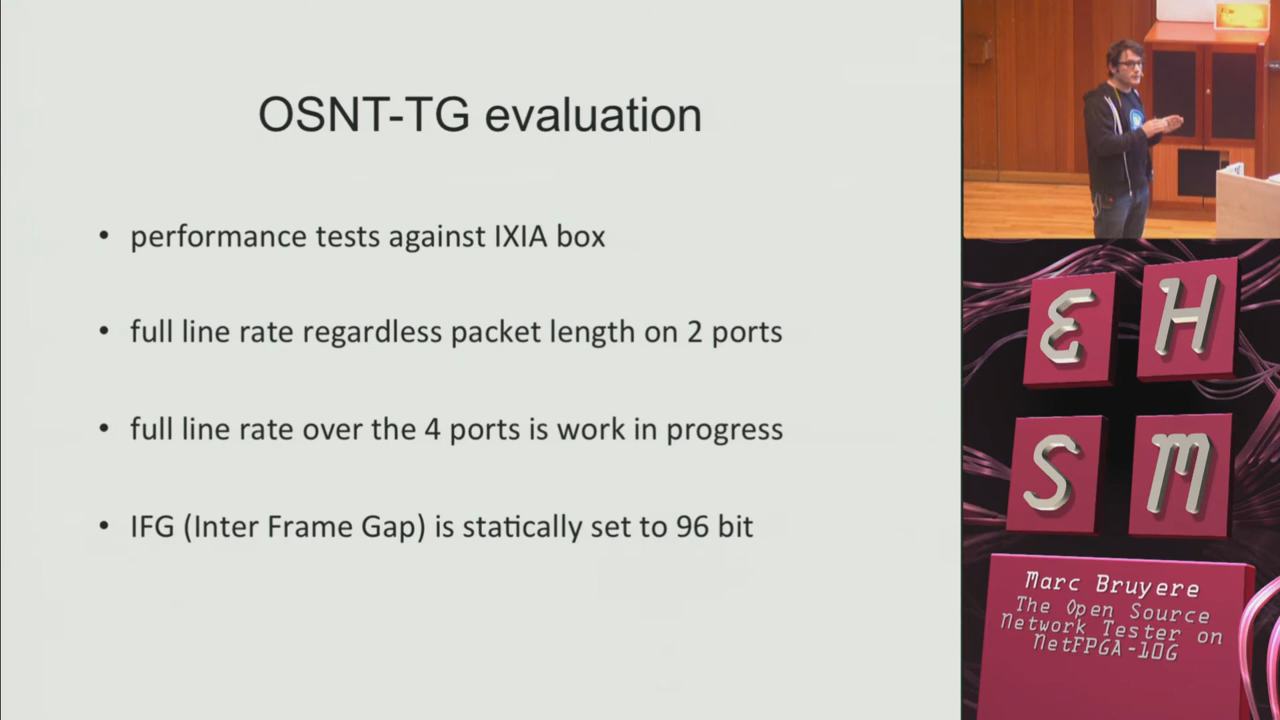 OSNT-TG evaluation
• performance tests against IXIA box
• full line rate regardless packet length on 2 ports
• full line rate over the 4 ports is work in progress
• IFG (Inter Frame Gap) is statically set to 96 bit
E H
S M
Marc Bruyere
The Open Source
Network Tester on
NetFPGA-10G